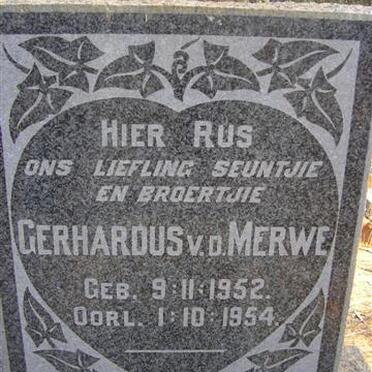 HIER RUS
ONS LIEFLING SEUNTJIE
EN BROERTJIE
GERHARDUS V.D. MERWE
GEB. 9:11:1952.
OORL. 1:10:1954.